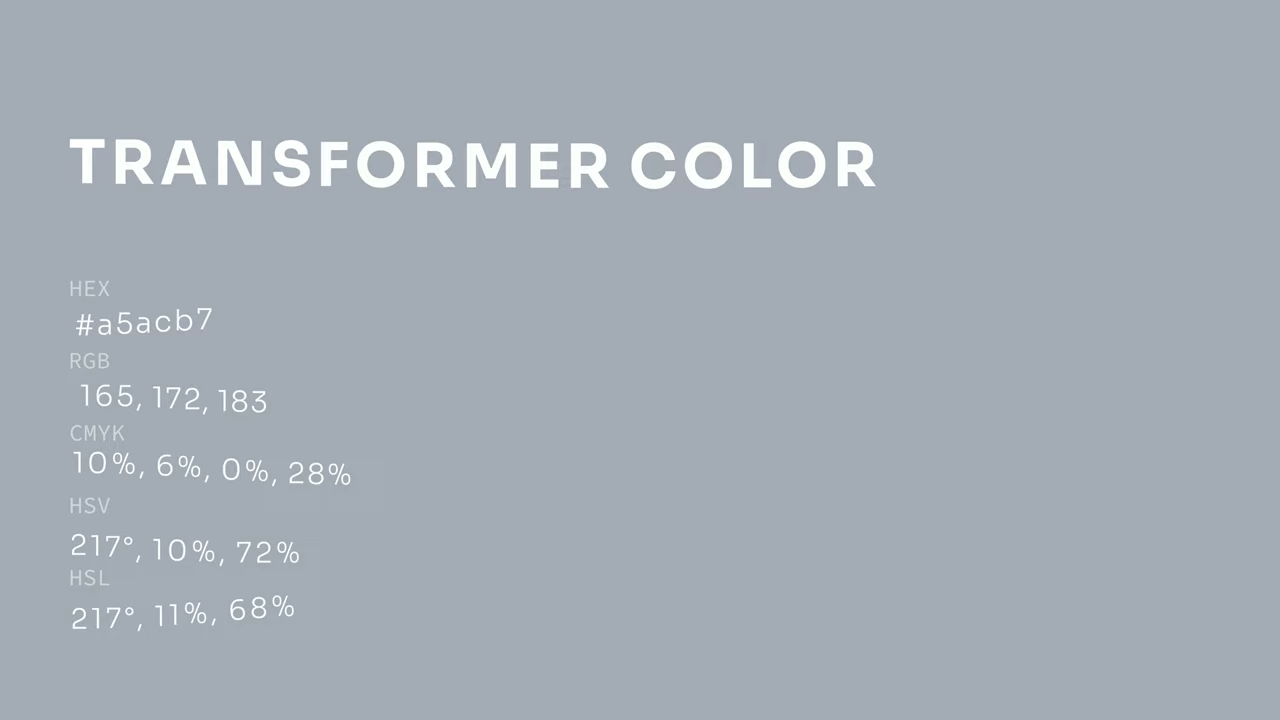 TRANSFORMER COLOR
HEX
#a5acb7
RGB
165, 172, 183
CMYK
10%, 6%, 0%, 28%
HSV
217°, 10%, 72%
HSL
217°, 11%, 68%